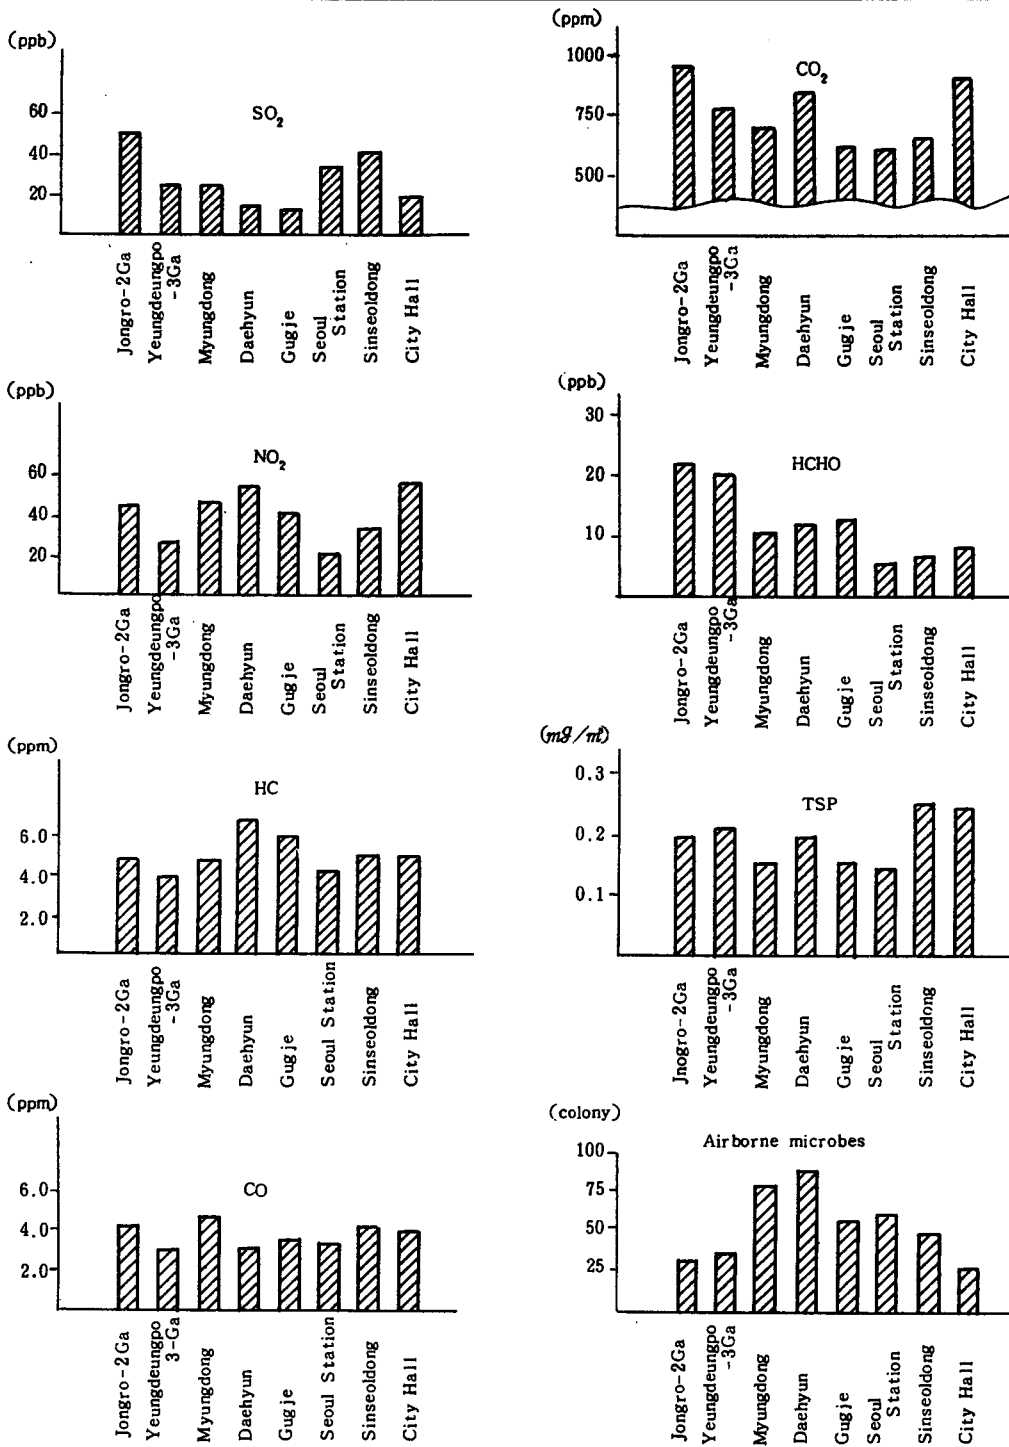 (ppb)
SO2
60
40
20
Jongro-2Ga
Yeungdeungpo
-3Ga
Myungdong
Daehyun
Gugje
Seoul
Station
Sinseoldong
City Hall
(ppm)
CO2
1000
750
500
Jongro-2Ga
Yeungdeungpo
-3Ga
Myungdong
Daehyun
Gugje
Seoul
Station
Sinseoldong
City Hall
(ppb)
NO2
60
40
20
Jongro-2Ga
Yeungdeungpo
-3Ga
Myungdong
Daehyun
Gugje
Seoul
Station
Sinseoldong
City Hall
(ppb)
HCHO
30
20
10
Jongro-2Ga
Yeungdeungpo
-3Ga
Myungdong
Daehyun
Gugje
Seoul
Station
Sinseoldong
City Hall
(ppm)
HC
6.0
4.0
2.0
Jongro-2Ga
Yeungdeungpo
-3Ga
Myungdong
Daehyun
Gugje
Seoul Station
Sinseoldong
City Hall
(mg/㎥)
TSP
0.3
0.2
0.1
Jnogro-2Ga
Yeungdeungpo
-3Ga
Myungdong
Daehyun
Gugje
Seoul
Station
Sinseoldong
City Hall
(ppm)
CO
6.0
4.0
2.0
Jongro-2Ga
Yeungdeungpo
3-Ga
Myungdong
Daehyun
Gugje
Seoul Station
Sinseoldong
City Hall
(colony)
Airborne microbes
100
75
50
25
Jongro-2Ga
Yeungdeungpo
-3Ga
Myungdong
Daehyun
Gugje
Seoul
Station
Sinseoldong
City Hall